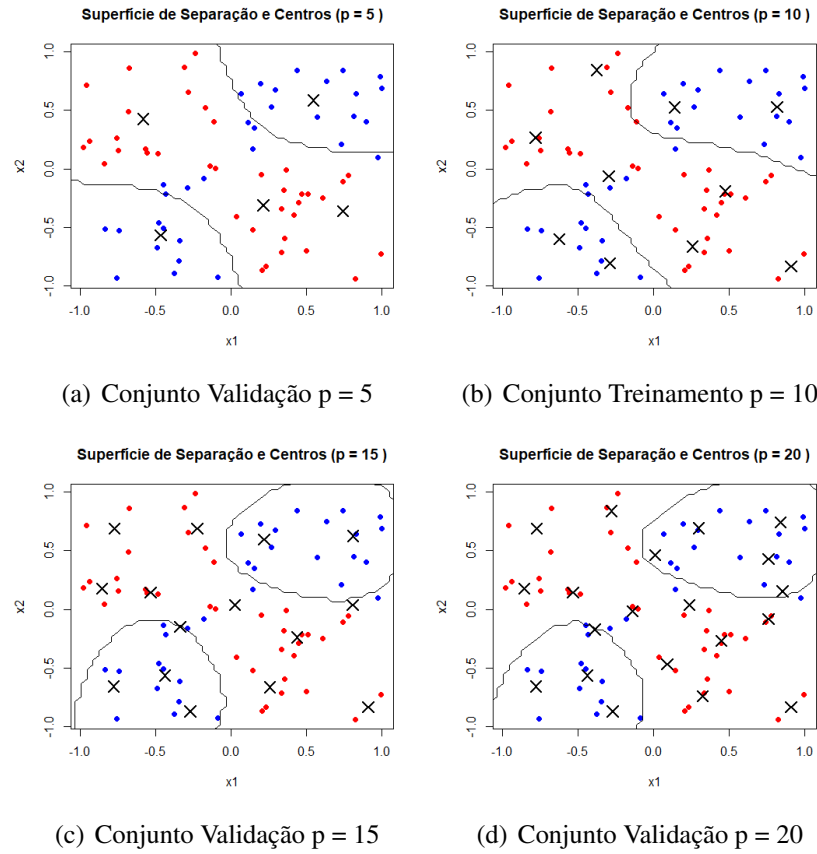 Superfície de Separação e Centros (p = 5 )
Superfície de Separação e Centros (p = 10 )
x2
1.0
0.5
0.0
-0.5
-1.0
-1.0 -0.5 0.0 0.5 1.0
x1
x2
1.0
0.5
0.0
-0.5
-1.0
-1.0 -0.5 0.0 0.5 1.0
x1
(a) Conjunto Validação p = 5
(b) Conjunto Treinamento p = 10
Superfície de Separação e Centros (p = 15 )
Superfície de Separação e Centros (p = 20 )
x2
1.0
0.5
0.0
-0.5
-1.0
-1.0 -0.5 0.0 0.5 1.0
x1
x2
1.0
0.5
0.0
-0.5
-1.0
-1.0 -0.5 0.0 0.5 1.0
x1
(c) Conjunto Validação p = 15
(d) Conjunto Validação p = 20